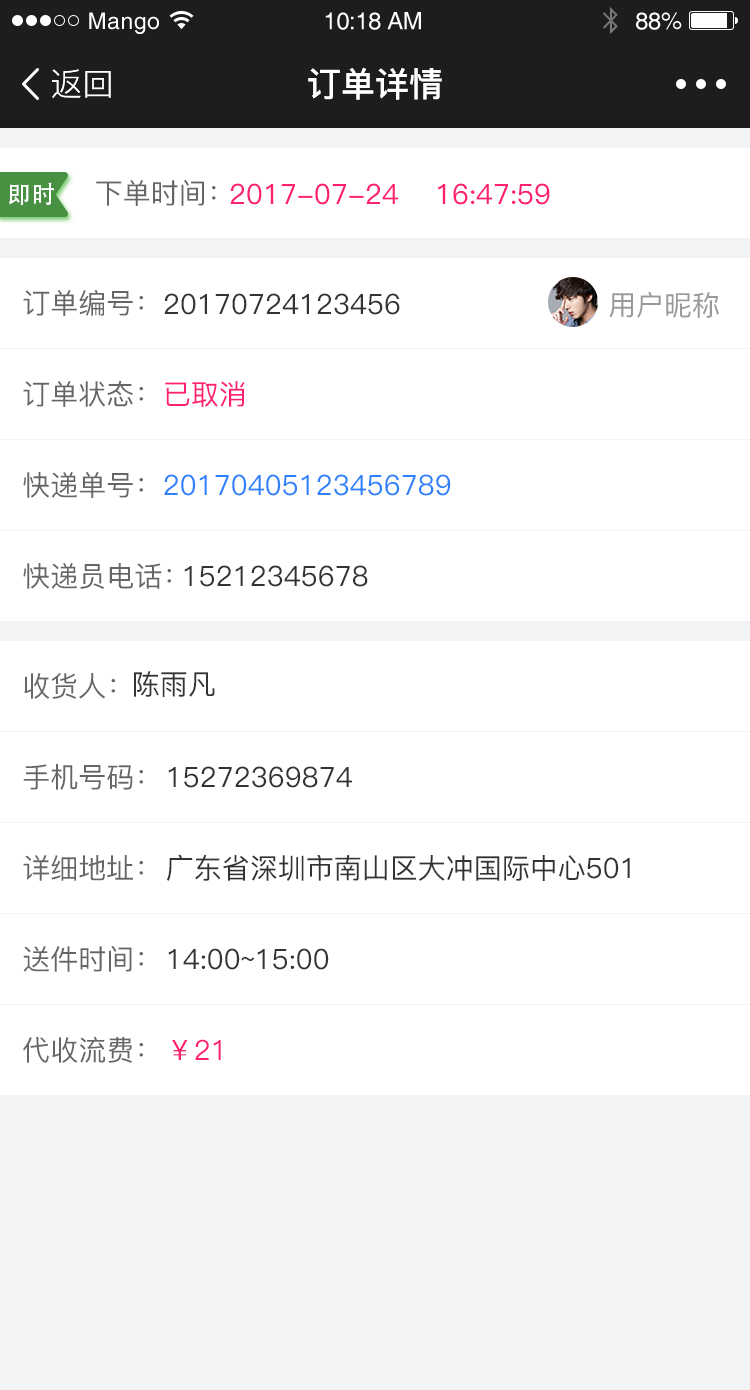 Mango 10:18 AM 88%
返回 订单详情
即时 下单时间：2017-07-24 16:47:59
订单编号：20170724123456 用户昵称
订单状态：已取消
快递单号：20170405123456789
快递员电话：15212345678
收货人：陈雨凡
手机号码：15272369874
详细地址：广东省深圳市南山区大冲国际中心501
送件时间：14:00~15:00
代收流费：￥21